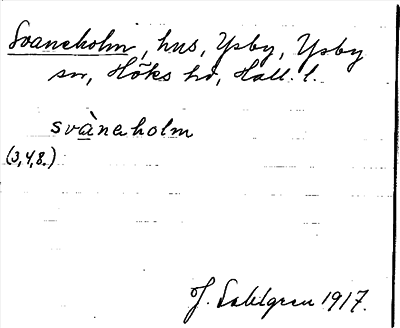 Svaneholm, hus, Ysby, Ysby
sn, Höks hd, Hall. l.
svàneholm
(3,4,8.)
J. Sahlgren 1917.